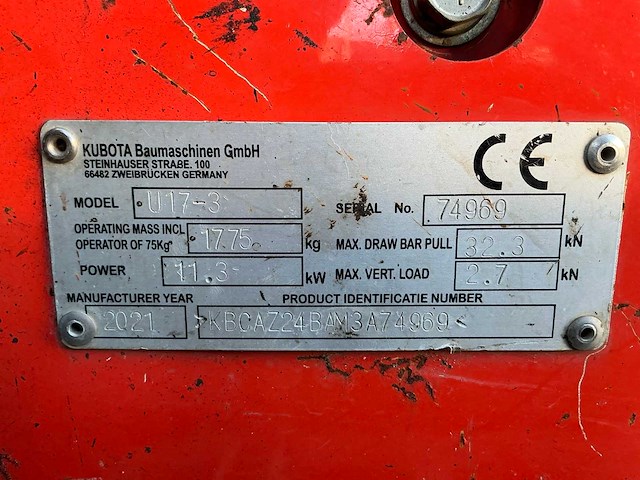 KUBOTA Baumaschinen GmbH
STEINHAUSER STRAßE. 100
66482 ZWEIBRÜCKEN GERMANY
CE
MODEL U17-3 SERIAL No. 74969
OPERATING MASS INCL
OPERATOR OF 75Kg 1775 kg MAX. DRAW BAR PULL 32.3 kN
POWER 11.3 kW MAX. VERT. LOAD 2.7 kN
MANUFACTURER YEAR PRODUCT IDENTIFICATIE NUMBER
2021 >KBCAZ24BAM3A74969<